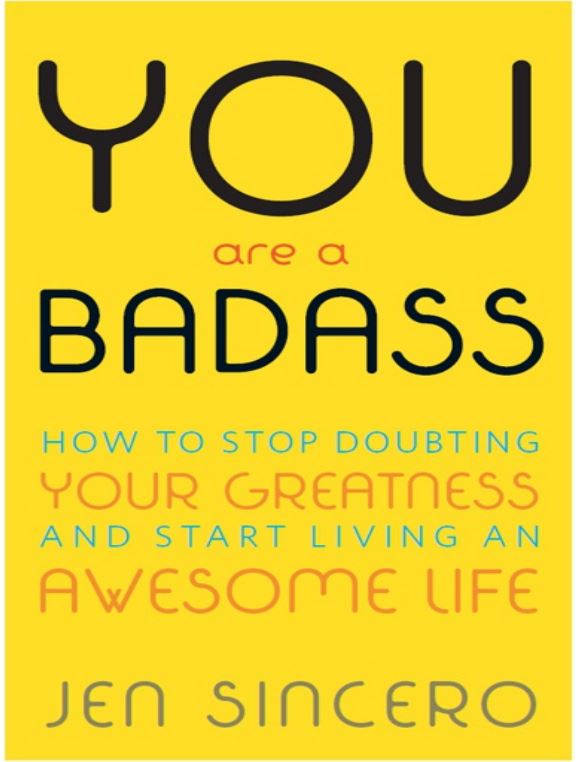 YOU
are a
BADASS
HOW TO STOP DOUBTING
YOUR GREATNESS
AND START LIVING AN
AWESOME LIFE
JEN SINCERO